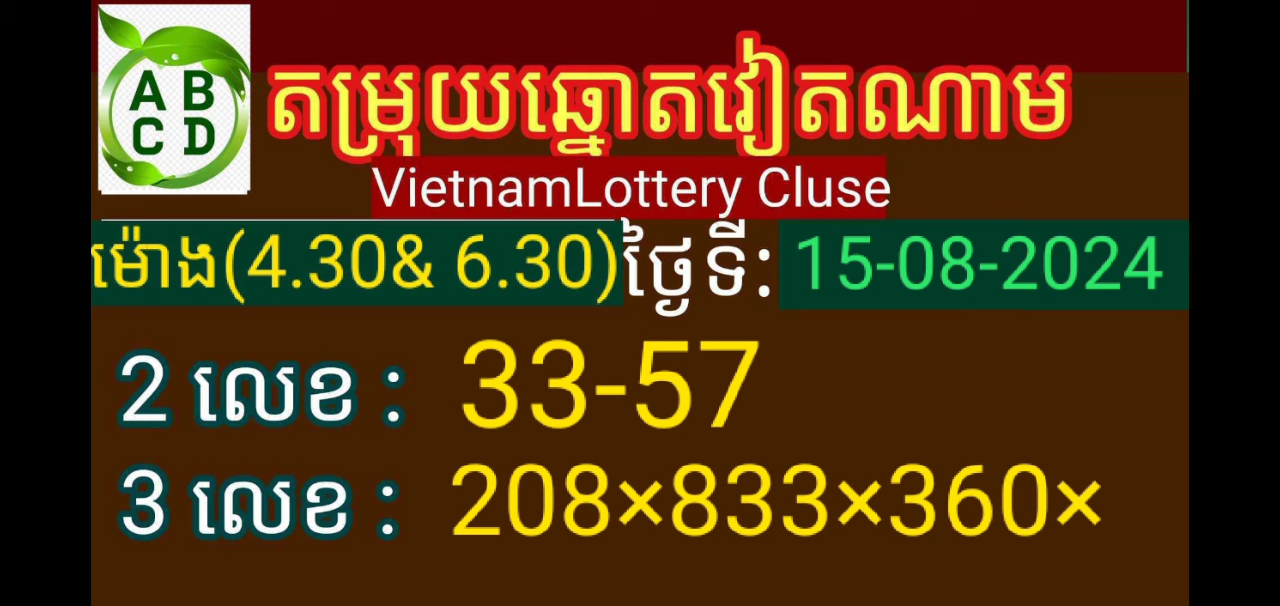 A B
C D
តម្រុយឆ្នោតវៀតណាម
VietnamLottery Cluse
ម៉ោង(4.30& 6.30)ថ្ងៃទី: 15-08-2024
2 លេខ : 33-57
3 លេខ : 208×833×360×